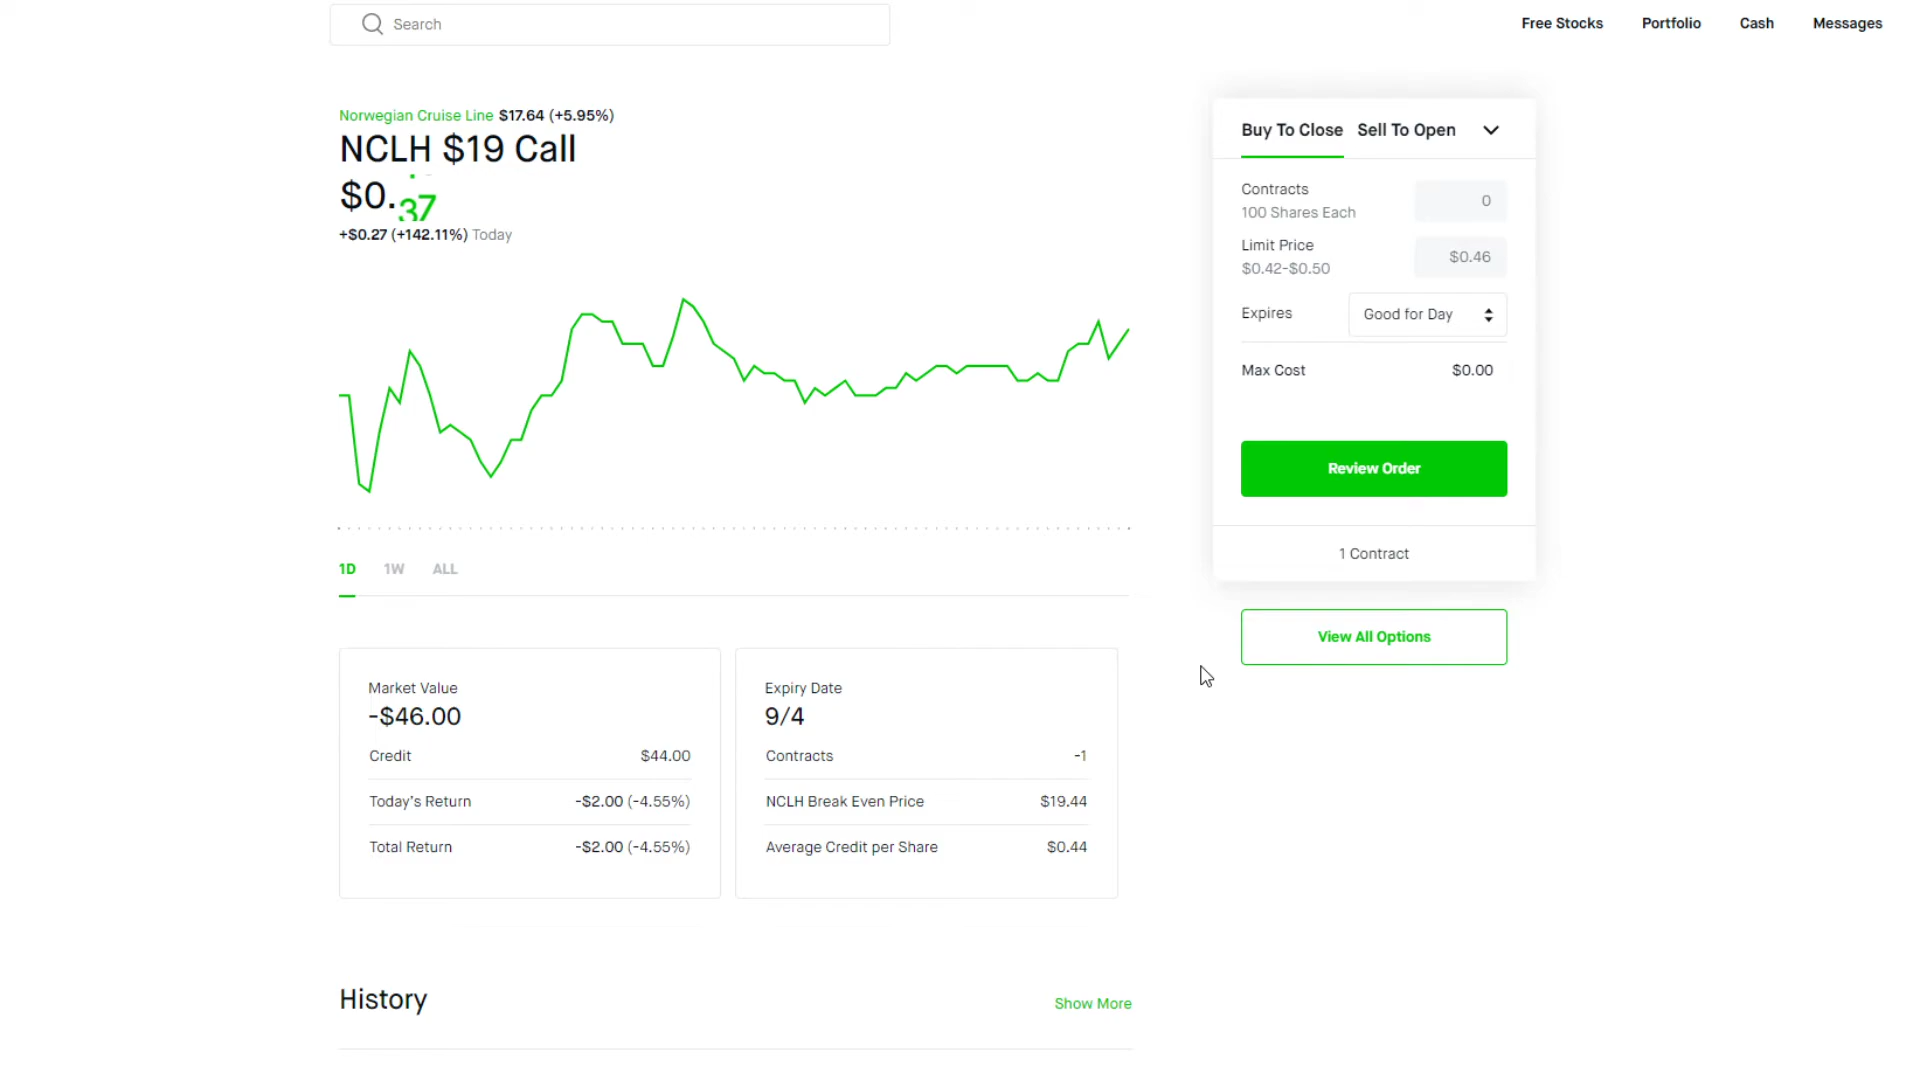 Search
Free Stocks Portfolio Cash Messages
Norwegian Cruise Line $17.64 (+5.95%)
NCLH $19 Call
$0.37
+$0.27 (+142.11%) Today
1D 1W ALL
Market Value
-$46.00
Credit $44.00
Today's Return -$2.00 (-4.55%)
Total Return -$2.00 (-4.55%)
Expiry Date
9/4
Contracts -1
NCLH Break Even Price $19.44
Average Credit per Share $0.44
History Show More
Buy To Close Sell To Open
Contracts 0
100 Shares Each
Limit Price $0.46
$0.42-$0.50
Expires Good for Day
Max Cost $0.00
Review Order
1 Contract
View All Options